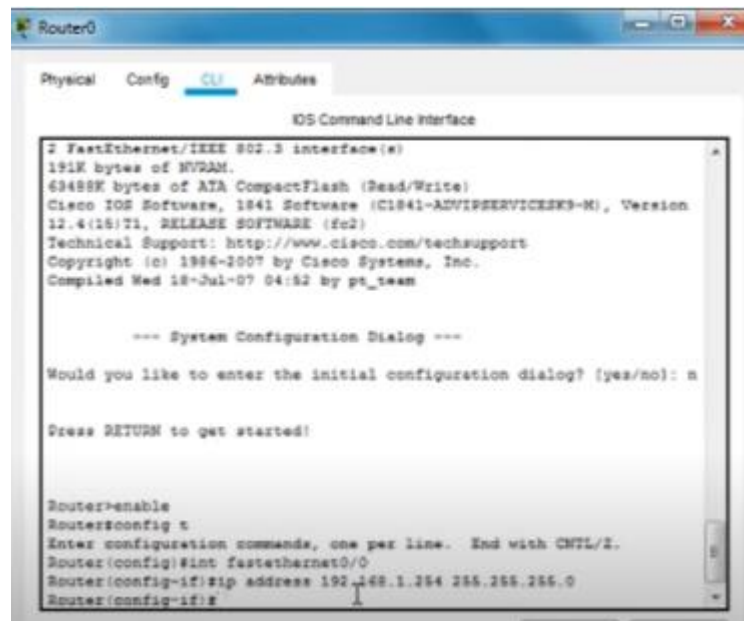 Router0
Physical Config CLI Attributes
IOS Command Line Interface
2 FastEthernet/IEEE 802.3 interface(s)
191K bytes of NVRAM.
63488K bytes of ATA CompactFlash (Read/Write)
Cisco IOS Software, 1841 Software (C1841-ADVIPSERVICESK9-M), Version
12.4(15)T1, RELEASE SOFTWARE (fc2)
Technical Support: http://www.cisco.com/techsupport
Copyright (c) 1986-2007 by Cisco Systems, Inc.
Compiled Wed 18-Jul-07 04:52 by pt_team
--- System Configuration Dialog ---
Would you like to enter the initial configuration dialog? [yes/no]: n
Press RETURN to get started!
Router>enable
Router#config t
Enter configuration commands, one per line. End with CNTL/Z.
Router(config)#int fastethernet0/0
Router(config-if)#ip address 192.168.1.254 255.255.255.0
Router(config-if)#